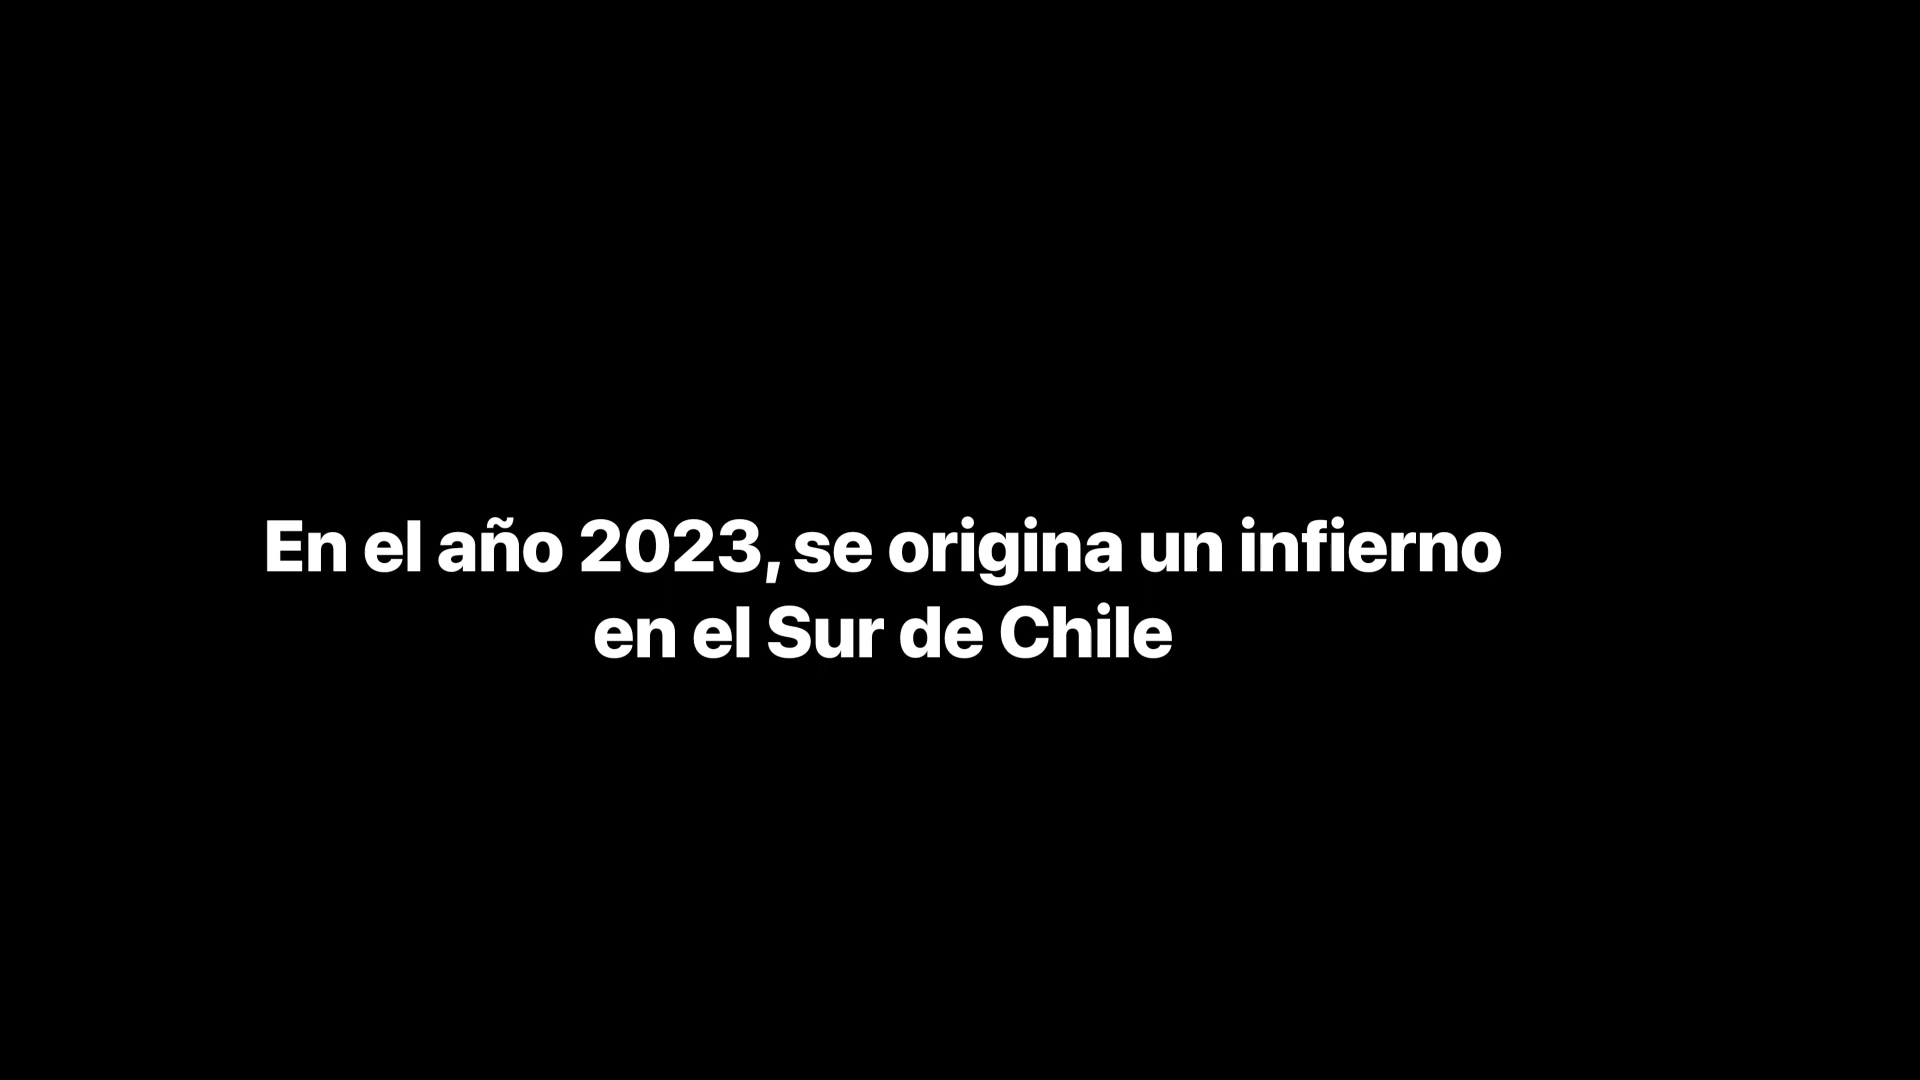 En el año 2023, se origina un infierno
en el Sur de Chile